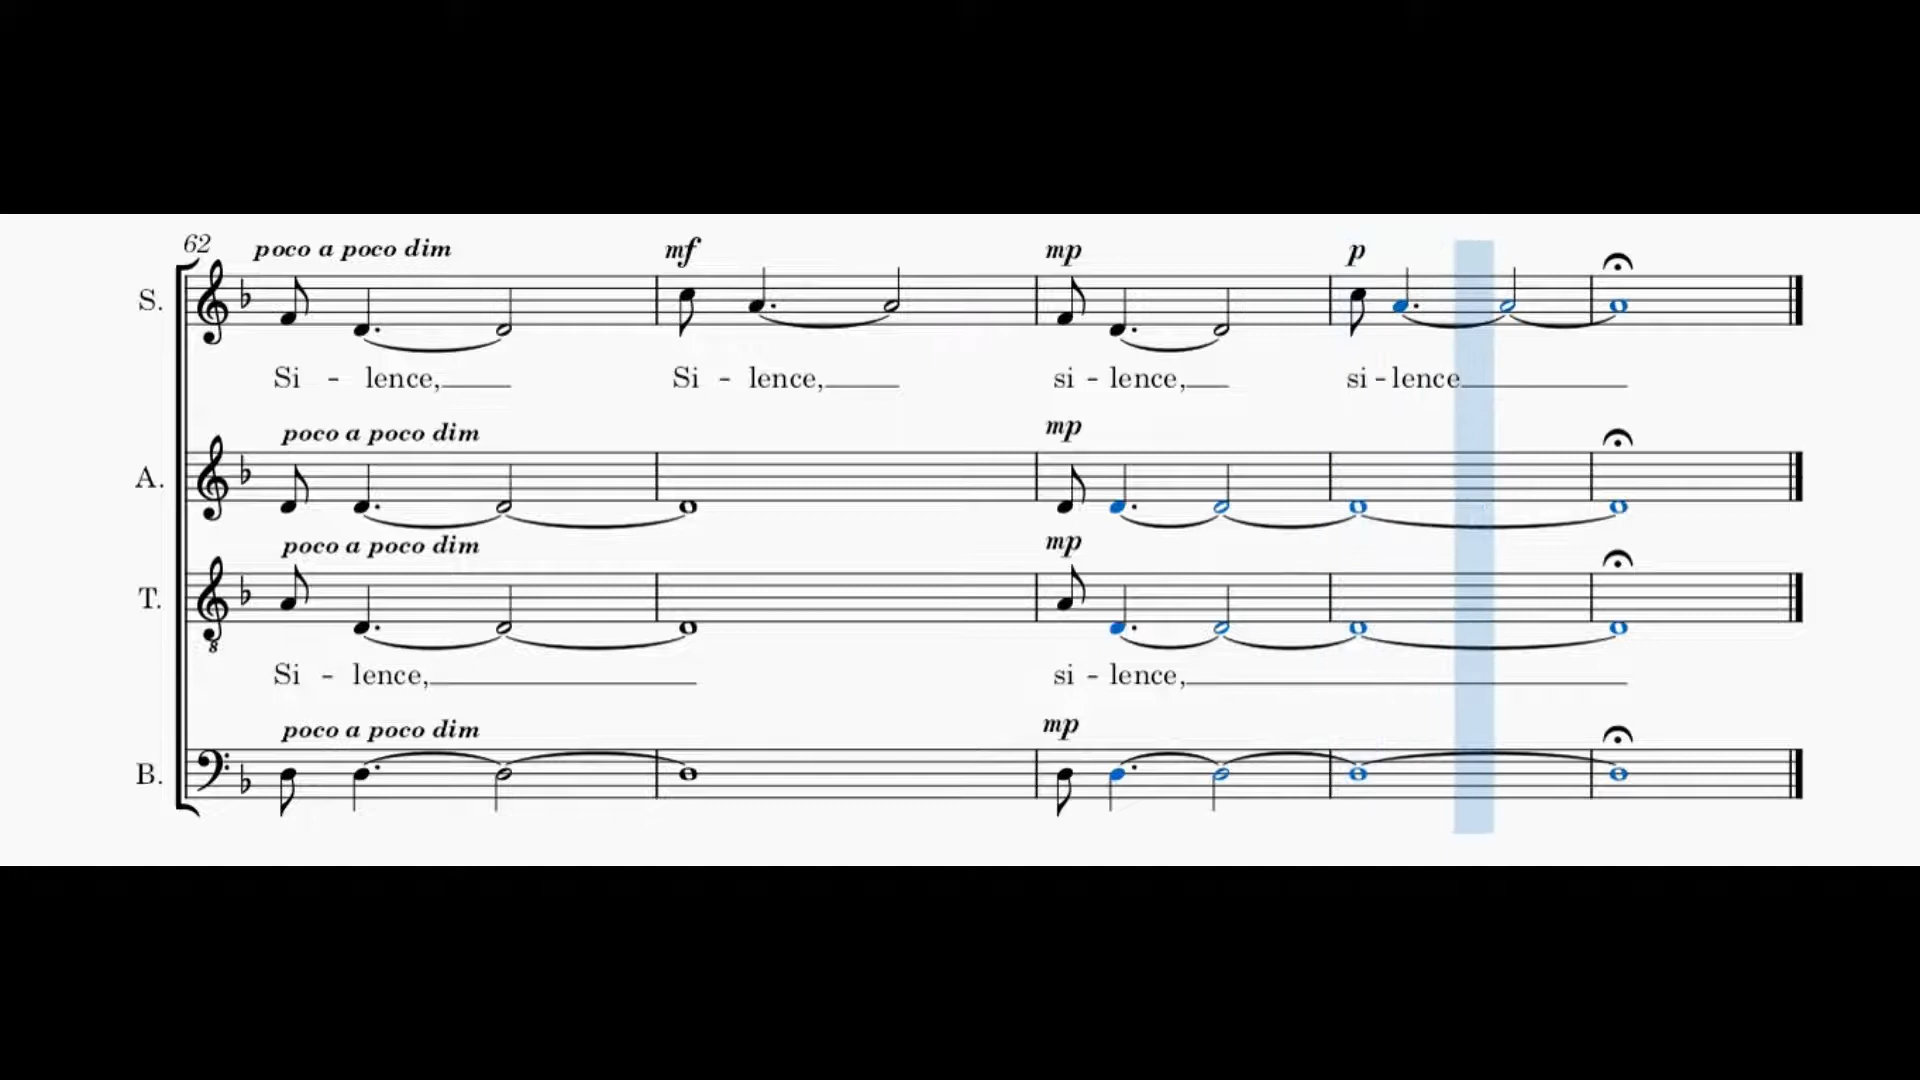 62 poco a poco dim mf mp p
S.
Si - lence, Si - lence, si - lence, si - lence
poco a poco dim mp
A.
poco a poco dim mp
T.
8
Si - lence, si - lence,
poco a poco dim mp
B.